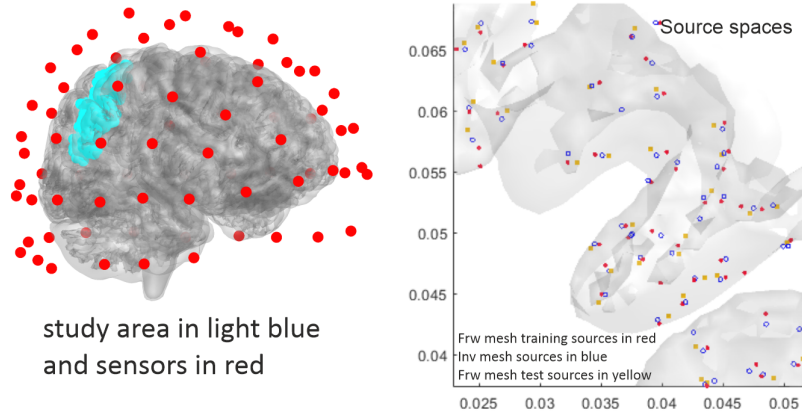 Source spaces
0.065
0.06
0.055
0.05
0.045
0.04
Frw mesh training sources in red
Inv mesh sources in blue
Frw mesh test sources in yellow
0.025 0.03 0.035 0.04 0.045 0.05
study area in light blue
and sensors in red